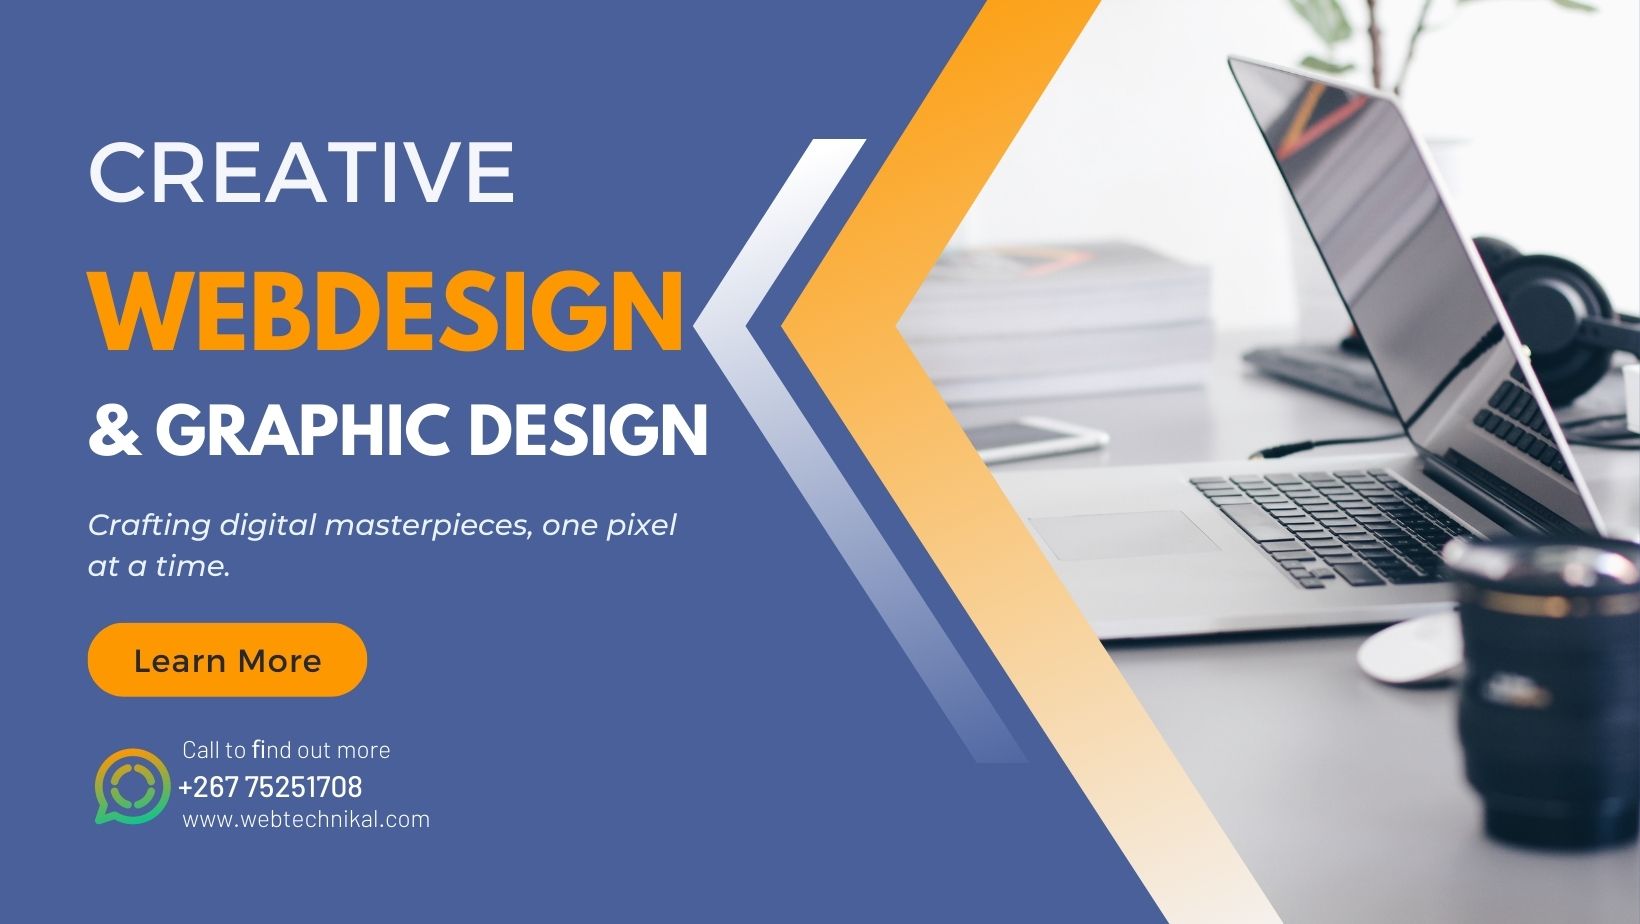 CREATIVE
WEBDESIGN
& GRAPHIC DESIGN
Crafting digital masterpieces, one pixel
at a time.
Learn More
Call to find out more
+267 75251708
www.webtechnikal.com